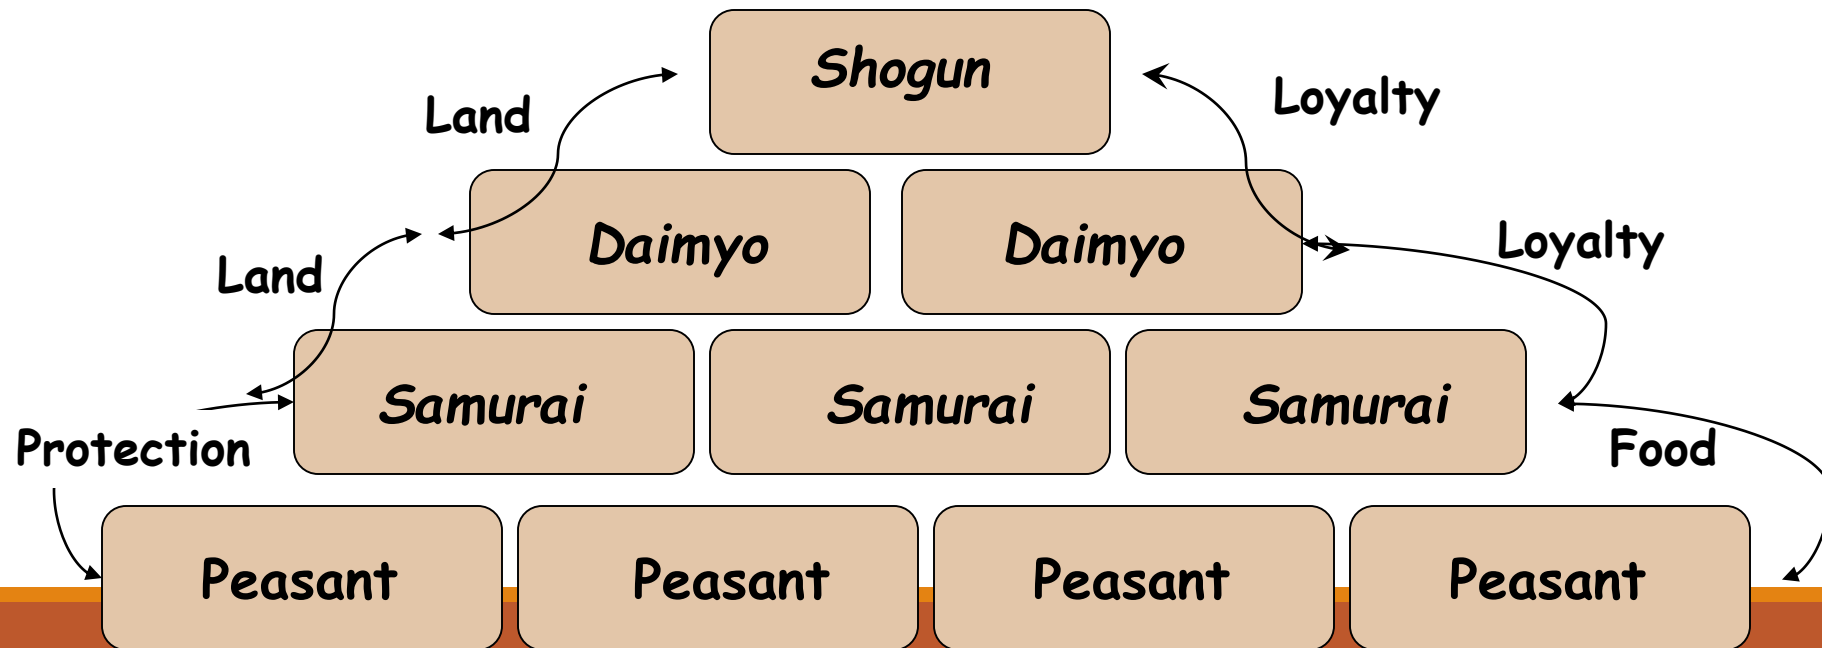 Shogun
Land
Loyalty
Daimyo
Daimyo
Loyalty
Land
Samurai
Samurai
Samurai
Protection
Food
Peasant
Peasant
Peasant
Peasant